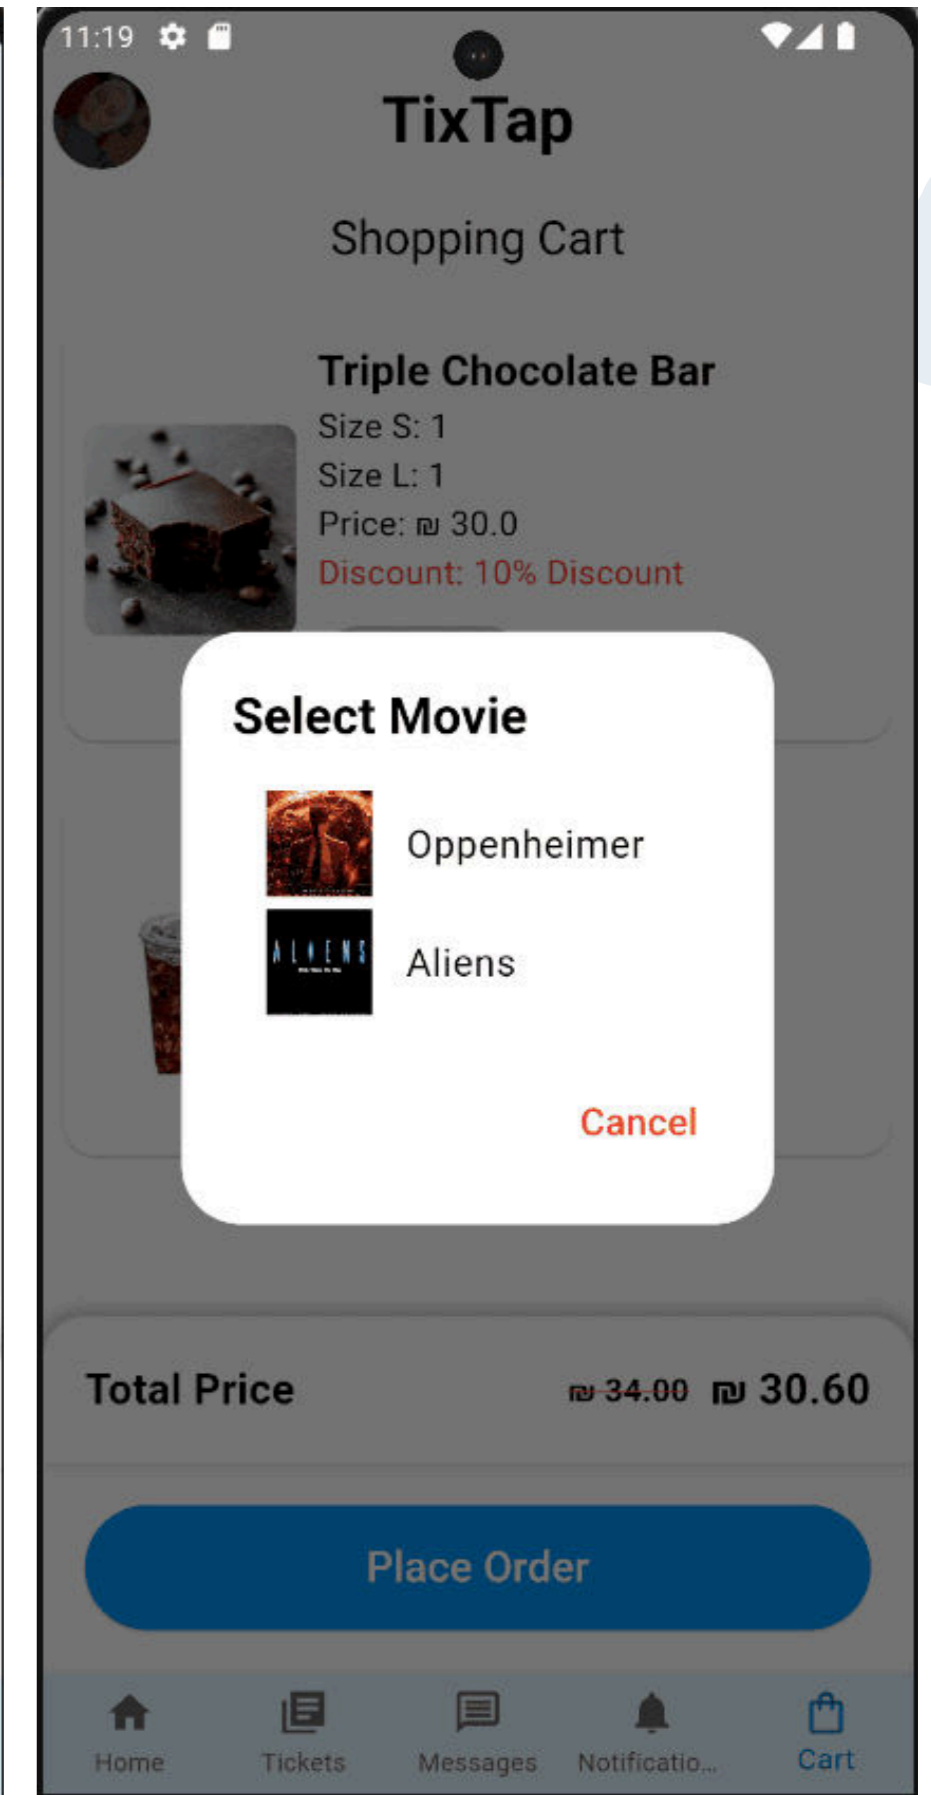 11:19
TixTap
Shopping Cart
Triple Chocolate Bar
Size S: 1
Size L: 1
Price: ₪ 30.0
Discount: 10% Discount
Select Movie
Oppenheimer
ALIENS
Aliens
Cancel
Total Price ₪ 34.00 ₪ 30.60
Place Order
Home Tickets Messages Notificatio... Cart